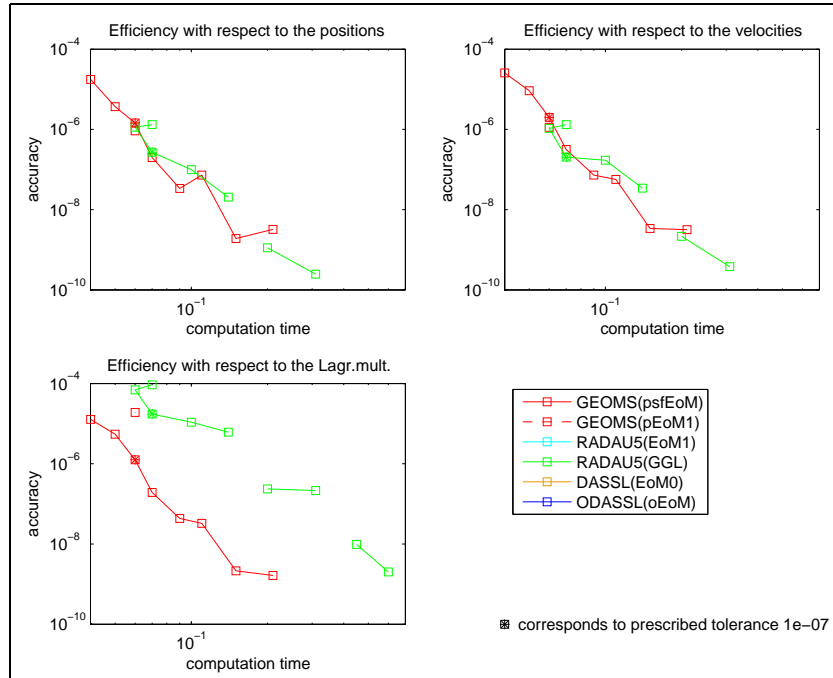 Efficiency with respect to the positions
10^-4
10^-6
10^-8
10^-10
accuracy
10^-1
computation time
Efficiency with respect to the velocities
10^-4
10^-6
10^-8
10^-10
accuracy
10^-1
computation time
Efficiency with respect to the Lagr.mult.
10^-4
10^-6
10^-8
10^-10
accuracy
10^-1
computation time
GEOMS(psfEoM)
GEOMS(pEoM1)
RADAU5(EoM1)
RADAU5(GGL)
DASSL(EoM0)
ODASSL(oEoM)
corresponds to prescribed tolerance 1e-07